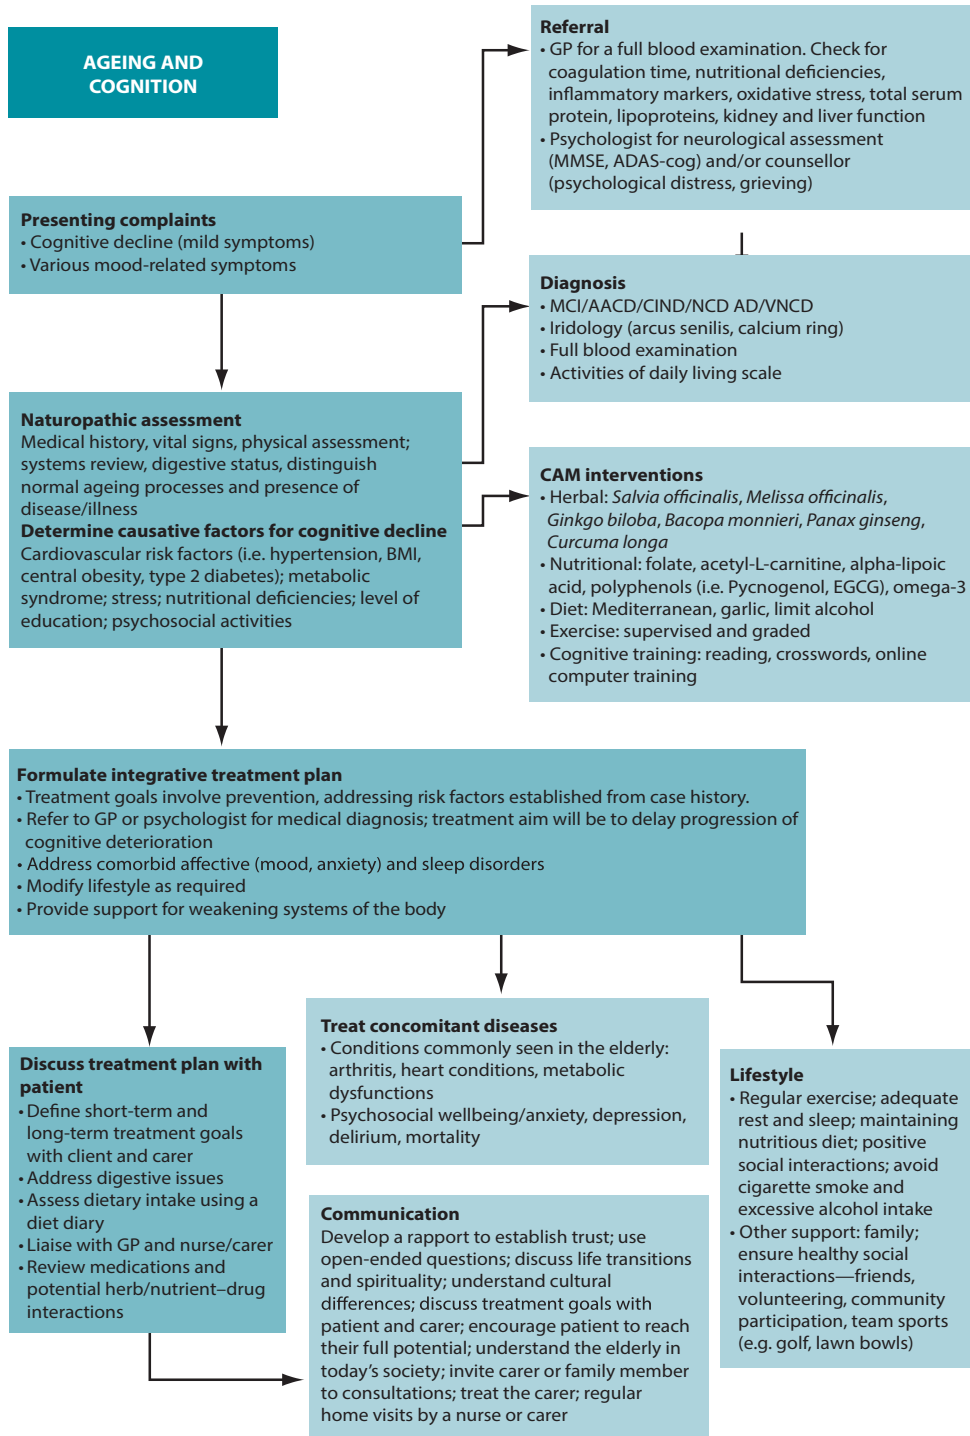 AGEING AND
COGNITION
Referral
• GP for a full blood examination. Check for
coagulation time, nutritional deficiencies,
inflammatory markers, oxidative stress, total serum
protein, lipoproteins, kidney and liver function
• Psychologist for neurological assessment
(MMSE, ADAS-cog) and/or counsellor
(psychological distress, grieving)
Presenting complaints
• Cognitive decline (mild symptoms)
• Various mood-related symptoms
Diagnosis
• MCI/AACD/CIND/NCD AD/VNCD
• Iridology (arcus senilis, calcium ring)
• Full blood examination
• Activities of daily living scale
Naturopathic assessment
Medical history, vital signs, physical assessment;
systems review, digestive status, distinguish
normal ageing processes and presence of
disease/illness
Determine causative factors for cognitive decline
Cardiovascular risk factors (i.e. hypertension, BMI,
central obesity, type 2 diabetes); metabolic
syndrome; stress; nutritional deficiencies; level of
education; psychosocial activities
CAM interventions
• Herbal: Salvia officinalis, Melissa officinalis,
Ginkgo biloba, Bacopa monnieri, Panax ginseng,
Curcuma longa
• Nutritional: folate, acetyl-L-carnitine, alpha-lipoic
acid, polyphenols (i.e. Pycnogenol, EGCG), omega-3
• Diet: Mediterranean, garlic, limit alcohol
• Exercise: supervised and graded
• Cognitive training: reading, crosswords, online
computer training
Formulate integrative treatment plan
• Treatment goals involve prevention, addressing risk factors established from case history.
• Refer to GP or psychologist for medical diagnosis; treatment aim will be to delay progression of
cognitive deterioration
• Address comorbid affective (mood, anxiety) and sleep disorders
• Modify lifestyle as required
• Provide support for weakening systems of the body
Discuss treatment plan with
patient
• Define short-term and
long-term treatment goals
with client and carer
• Address digestive issues
• Assess dietary intake using a
diet diary
• Liaise with GP and nurse/carer
• Review medications and
potential herb/nutrient–drug
interactions
Treat concomitant diseases
• Conditions commonly seen in the elderly:
arthritis, heart conditions, metabolic
dysfunctions
• Psychosocial wellbeing/anxiety, depression,
delirium, mortality
Communication
Develop a rapport to establish trust; use
open-ended questions; discuss life transitions
and spirituality; understand cultural
differences; discuss treatment goals with
patient and carer; encourage patient to reach
their full potential; understand the elderly in
today’s society; invite carer or family member
to consultations; treat the carer; regular
home visits by a nurse or carer
Lifestyle
• Regular exercise; adequate
rest and sleep; maintaining
nutritious diet; positive
social interactions; avoid
cigarette smoke and
excessive alcohol intake
• Other support: family;
ensure healthy social
interactions—friends,
volunteering, community
participation, team sports
(e.g. golf, lawn bowls)